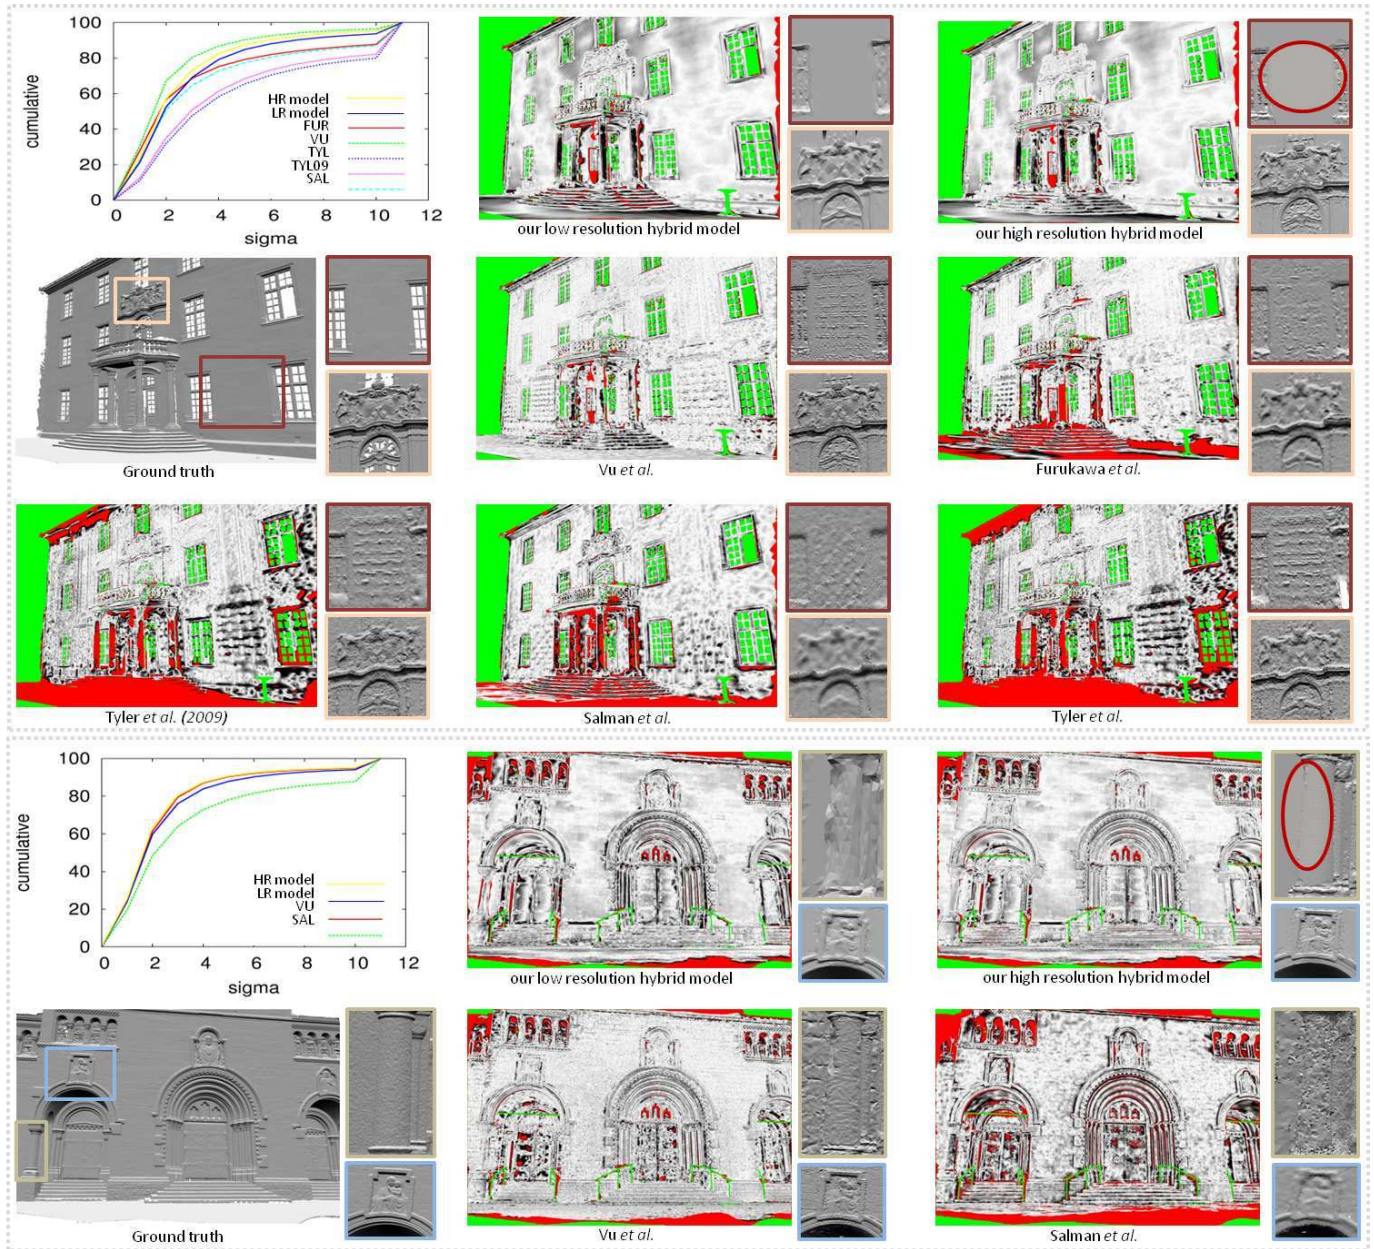 100
80
60
40
20
0
cumulative
HR model
LR model
FUR
VU
TYL
TYL09
SAL
0 2 4 6 8 10 12
sigma
our low resolution hybrid model
our high resolution hybrid model
Ground truth
Vu et al.
Furukawa et al.
Tyler et al. (2009)
Salman et al.
Tyler et al.
100
80
60
40
20
0
cumulative
HR model
LR model
VU
SAL
0 2 4 6 8 10 12
sigma
our low resolution hybrid model
our high resolution hybrid model
Ground truth
Vu et al.
Salman et al.